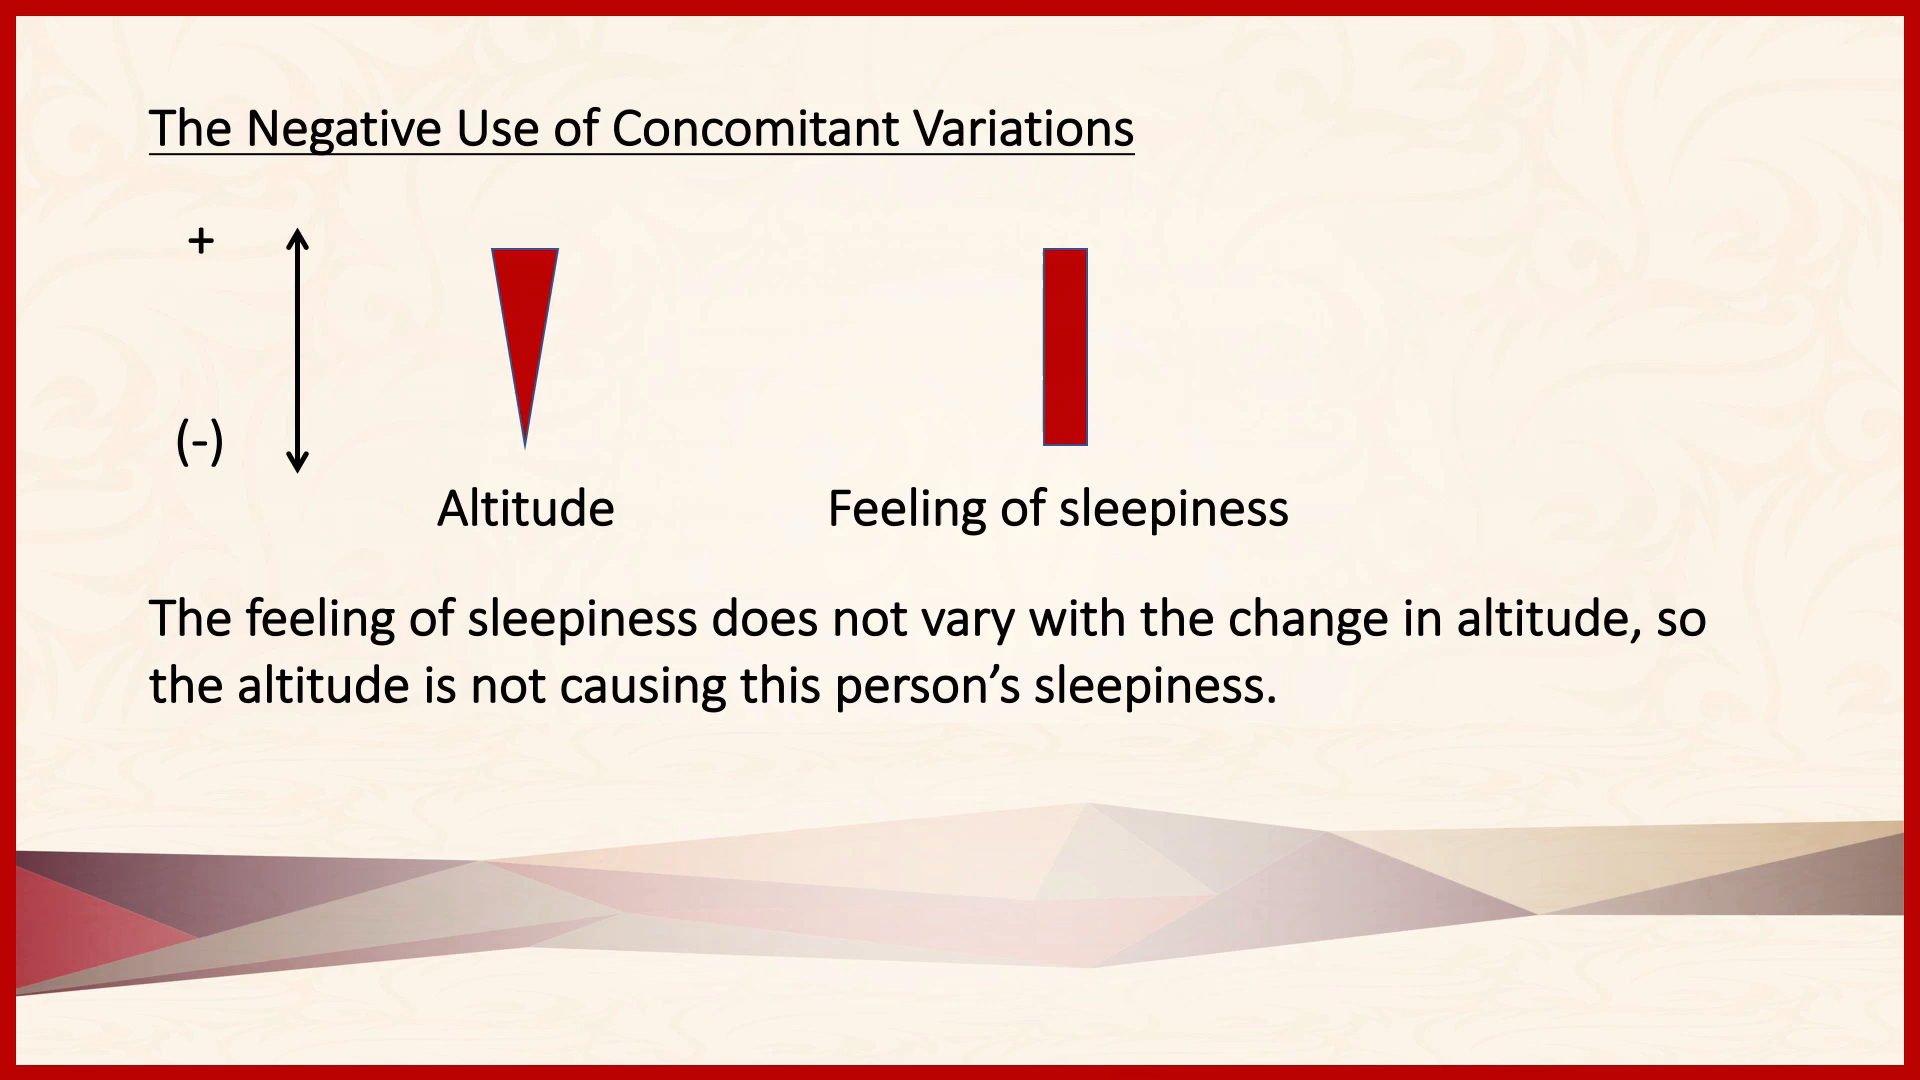 The Negative Use of Concomitant Variations
+
(-)
Altitude
Feeling of sleepiness
The feeling of sleepiness does not vary with the change in altitude, so
the altitude is not causing this person’s sleepiness.